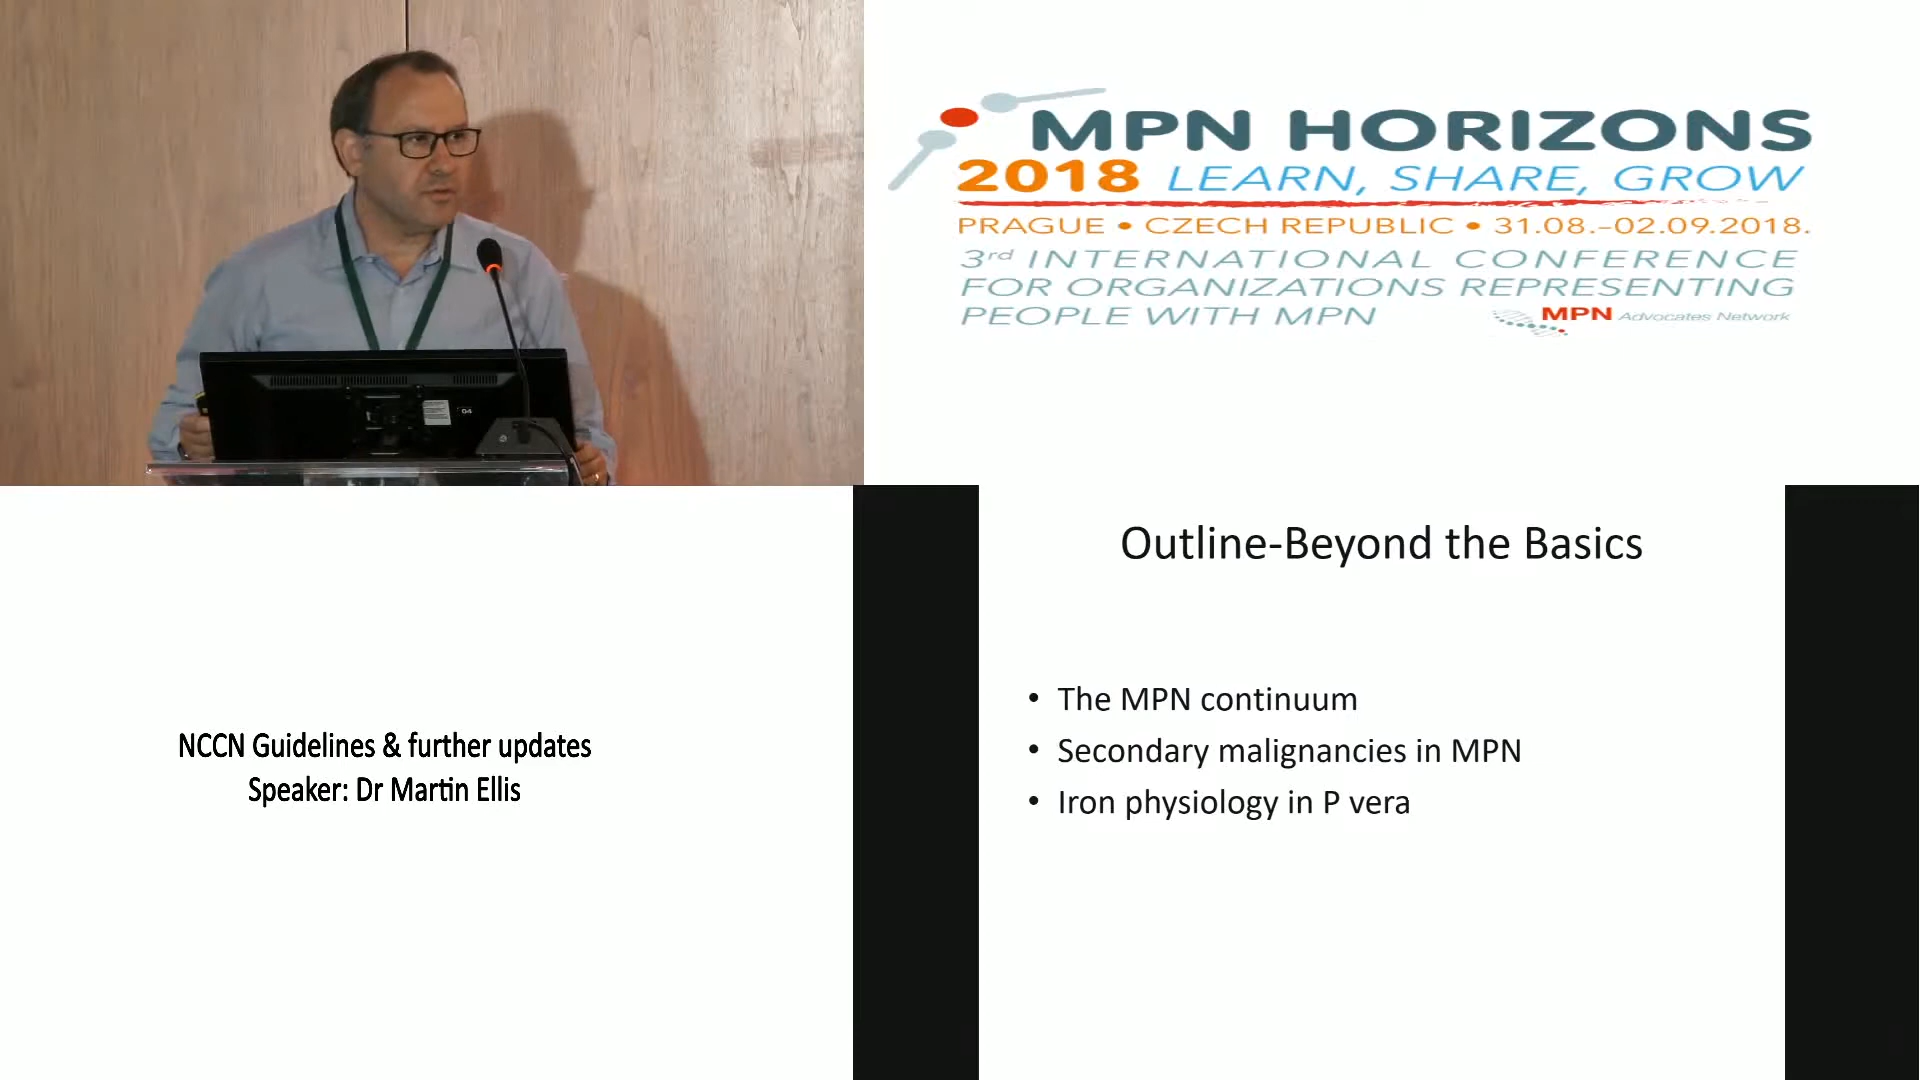 MPN HORIZONS
2018 LEARN, SHARE, GROW
PRAGUE • CZECH REPUBLIC • 31.08.–02.09.2018.
3rd INTERNATIONAL CONFERENCE
FOR ORGANIZATIONS REPRESENTING
PEOPLE WITH MPN
MPN Advocates Network
04
NCCN Guidelines & further updates
Speaker: Dr Martin Ellis
Outline-Beyond the Basics
• The MPN continuum
• Secondary malignancies in MPN
• Iron physiology in P vera